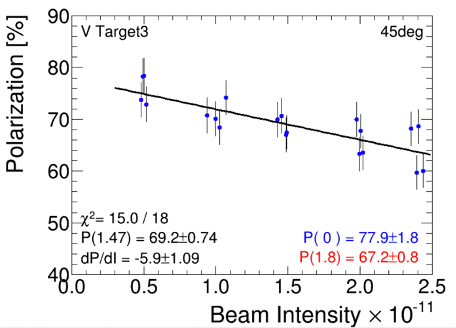 90
80
70
60
50
40
Polarization [%]
V Target3
45deg
χ²= 15.0 / 18
P(1.47) = 69.2±0.74
dP/dI = -5.9±1.09
P( 0 ) = 77.9±1.8
P(1.8) = 67.2±0.8
0.0 0.5 1.0 1.5 2.0 2.5
Beam Intensity × 10⁻¹¹